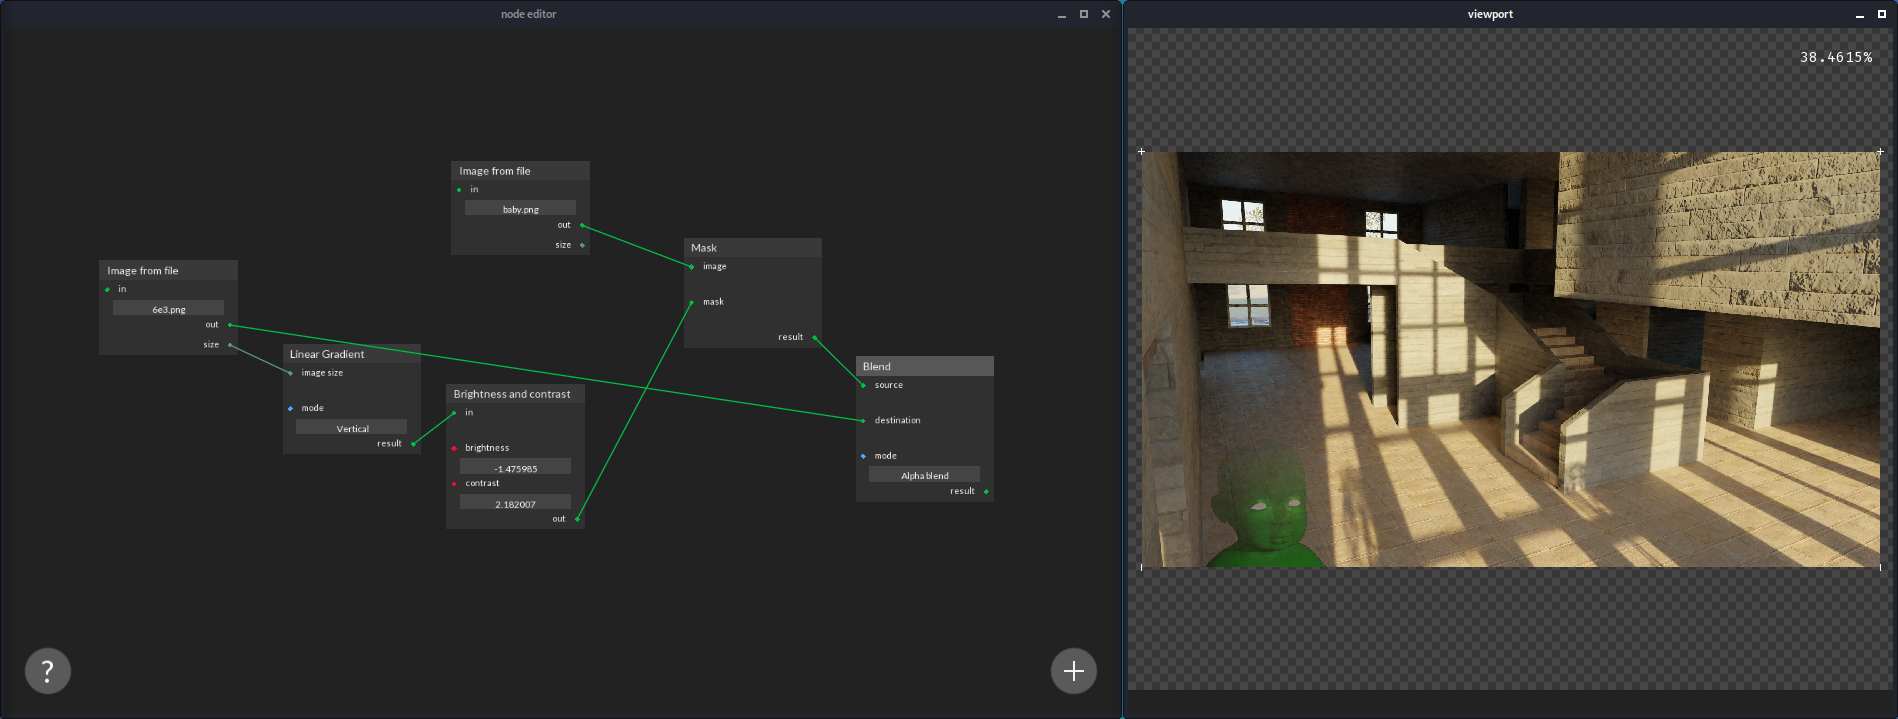 node editor
viewport
38.4615%
Image from file
in
baby.png
out
size
Image from file
in
6e3.png
out
size
Linear Gradient
image size
mode
Vertical
result
Brightness and contrast
in
brightness
-1.475985
contrast
2.182007
out
Mask
image
mask
result
Blend
source
destination
mode
Alpha blend
result
?
+